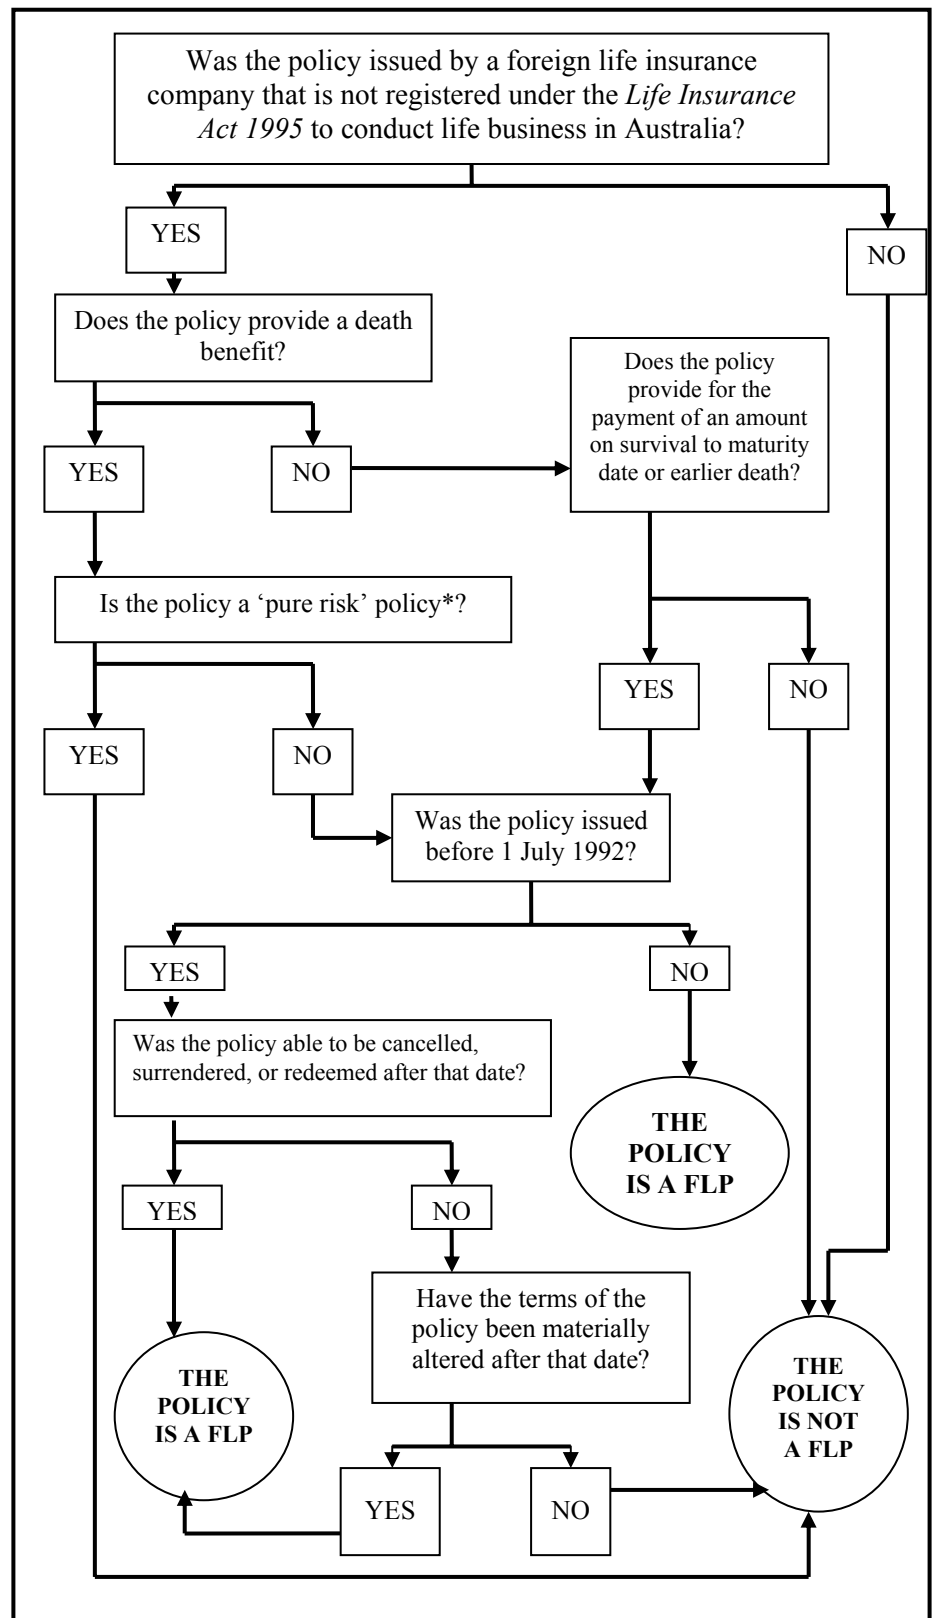 Was the policy issued by a foreign life insurance
company that is not registered under the Life Insurance
Act 1995 to conduct life business in Australia?
YES
NO
Does the policy provide a death
benefit?
Does the policy
provide for the
payment of an amount
on survival to maturity
date or earlier death?
YES
NO
Is the policy a ‘pure risk’ policy*?
YES
NO
YES
NO
Was the policy issued
before 1 July 1992?
YES
NO
Was the policy able to be cancelled,
surrendered, or redeemed after that date?
THE
POLICY
IS A FLP
YES
NO
Have the terms of the
policy been materially
altered after that date?
THE
POLICY
IS A FLP
THE
POLICY
IS NOT
A FLP
YES
NO